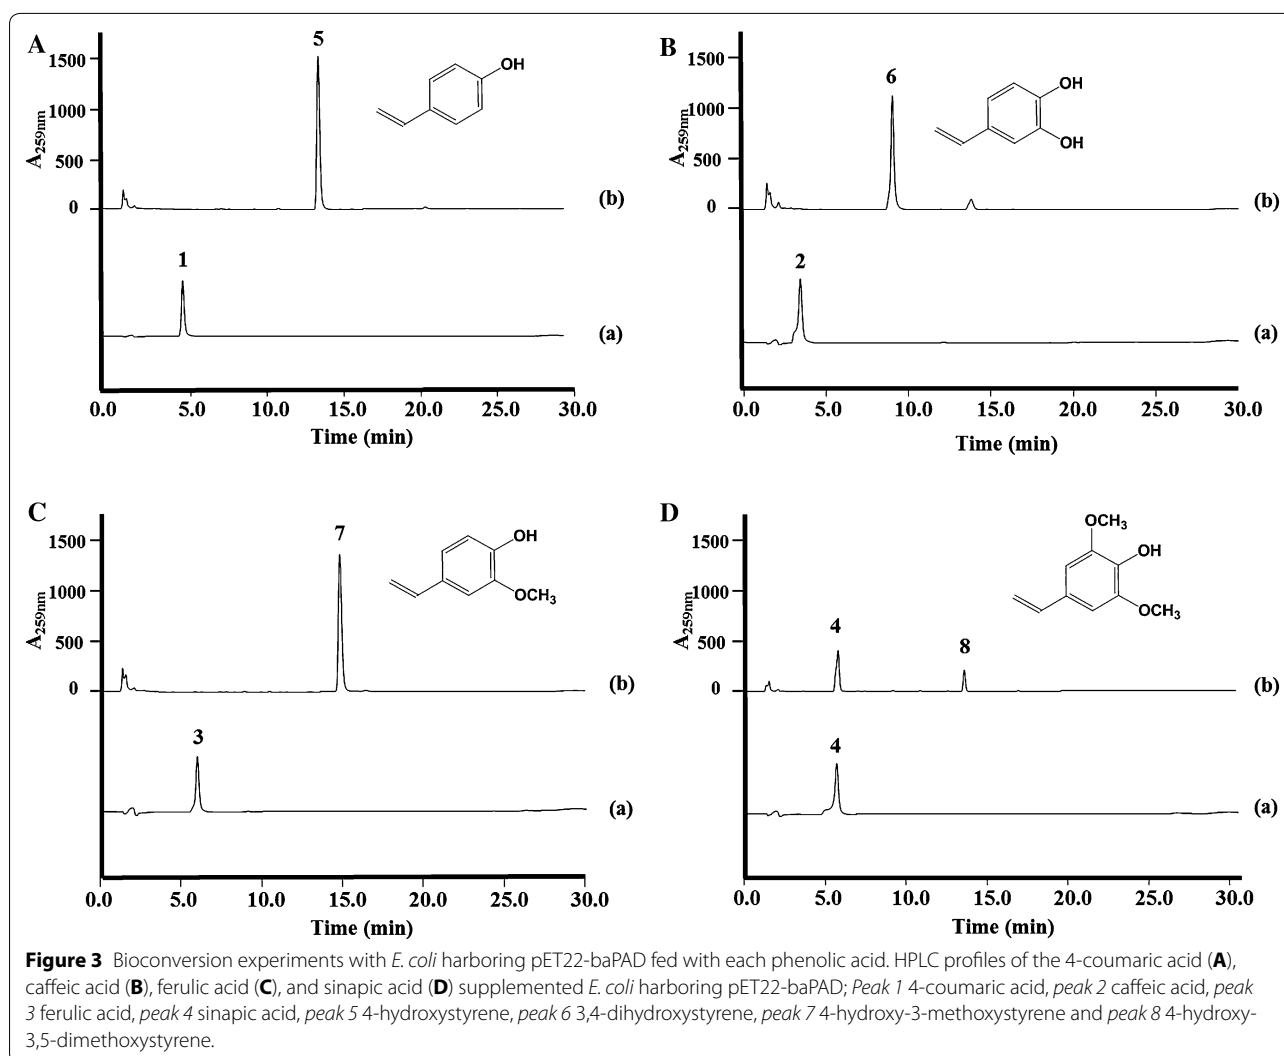 A
5
1500
1000
500
0
A259nm
OH
(b)
1
(a)
0.0 5.0 10.0 15.0 20.0 25.0 30.0
Time (min)
B
6
1500
1000
500
0
A259nm
OH
OH
(b)
2
(a)
0.0 5.0 10.0 15.0 20.0 25.0 30.0
Time (min)
C
7
1500
1000
500
0
A259nm
OH
OCH3
(b)
3
(a)
0.0 5.0 10.0 15.0 20.0 25.0 30.0
Time (min)
D
1500
1000
500
0
A259nm
OCH3
OH
OCH3
4
8
(b)
4
(a)
0.0 5.0 10.0 15.0 20.0 25.0 30.0
Time (min)
Figure 3 Bioconversion experiments with E. coli harboring pET22-baPAD fed with each phenolic acid. HPLC profiles of the 4-coumaric acid (A),
caffeic acid (B), ferulic acid (C), and sinapic acid (D) supplemented E. coli harboring pET22-baPAD; Peak 1 4-coumaric acid, peak 2 caffeic acid, peak
3 ferulic acid, peak 4 sinapic acid, peak 5 4-hydroxystyrene, peak 6 3,4-dihydroxystyrene, peak 7 4-hydroxy-3-methoxystyrene and peak 8 4-hydroxy-
3,5-dimethoxystyrene.